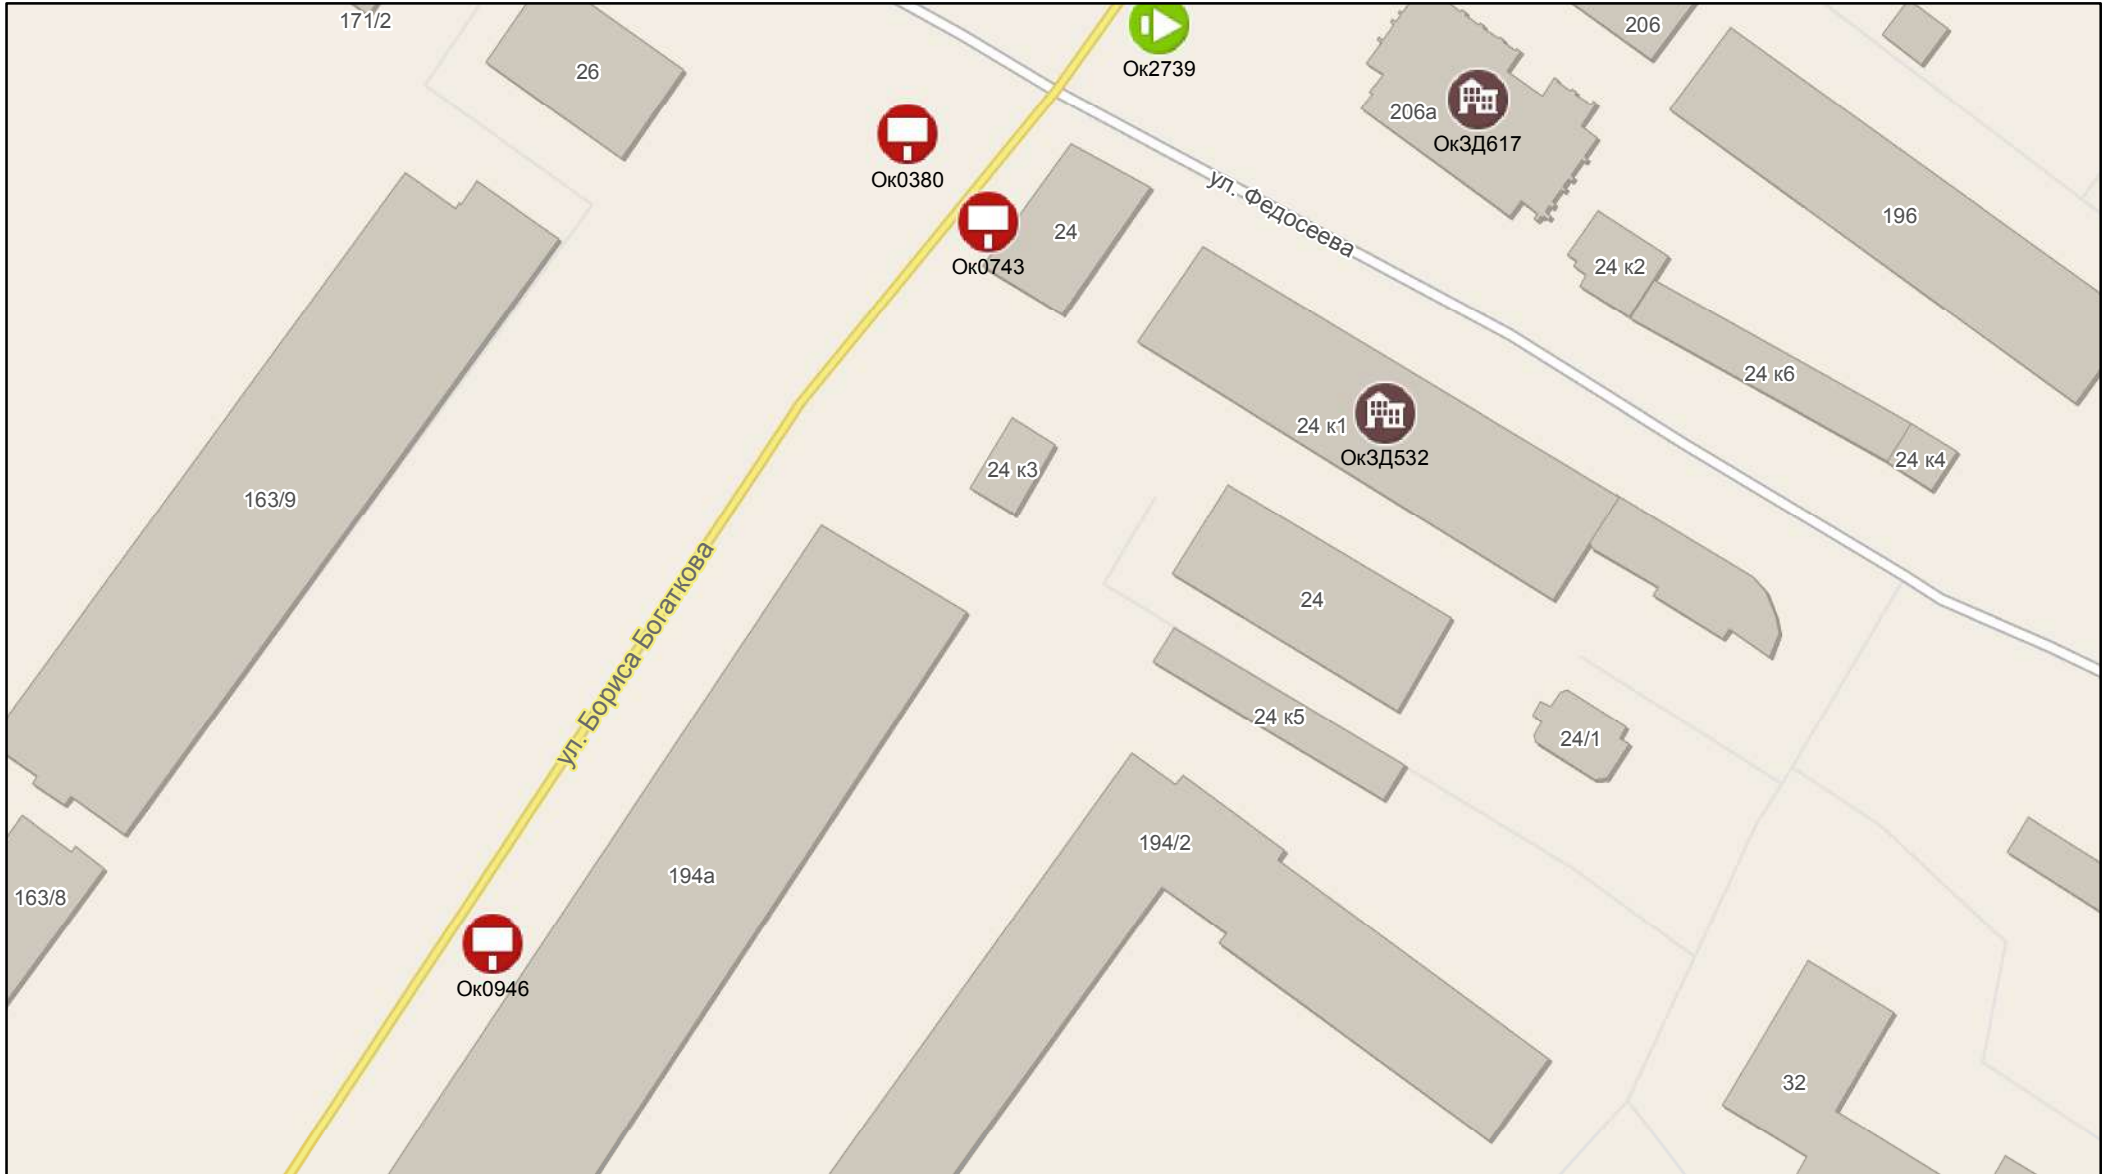 171/2
206
26
Ок2739
206а
ОкЗД617
Ок0380
ул. Федосеева
196
24
Ок0743
24 к2
24 к6
24 к1
ОкЗД532
24 к4
24 к3
163/9
ул. Бориса Богаткова
24
24 к5
24/1
194/2
194а
163/8
Ок0946
32